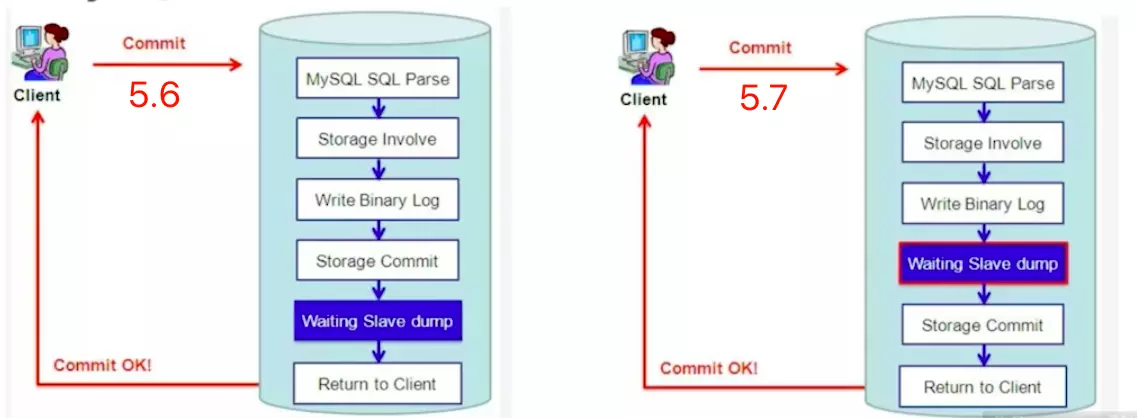 Commit
5.6
Client
MySQL SQL Parse
Storage Involve
Write Binary Log
Storage Commit
Waiting Slave dump
Return to Client
Commit OK!
Commit
5.7
Client
MySQL SQL Parse
Storage Involve
Write Binary Log
Waiting Slave dump
Storage Commit
Return to Client
Commit OK!